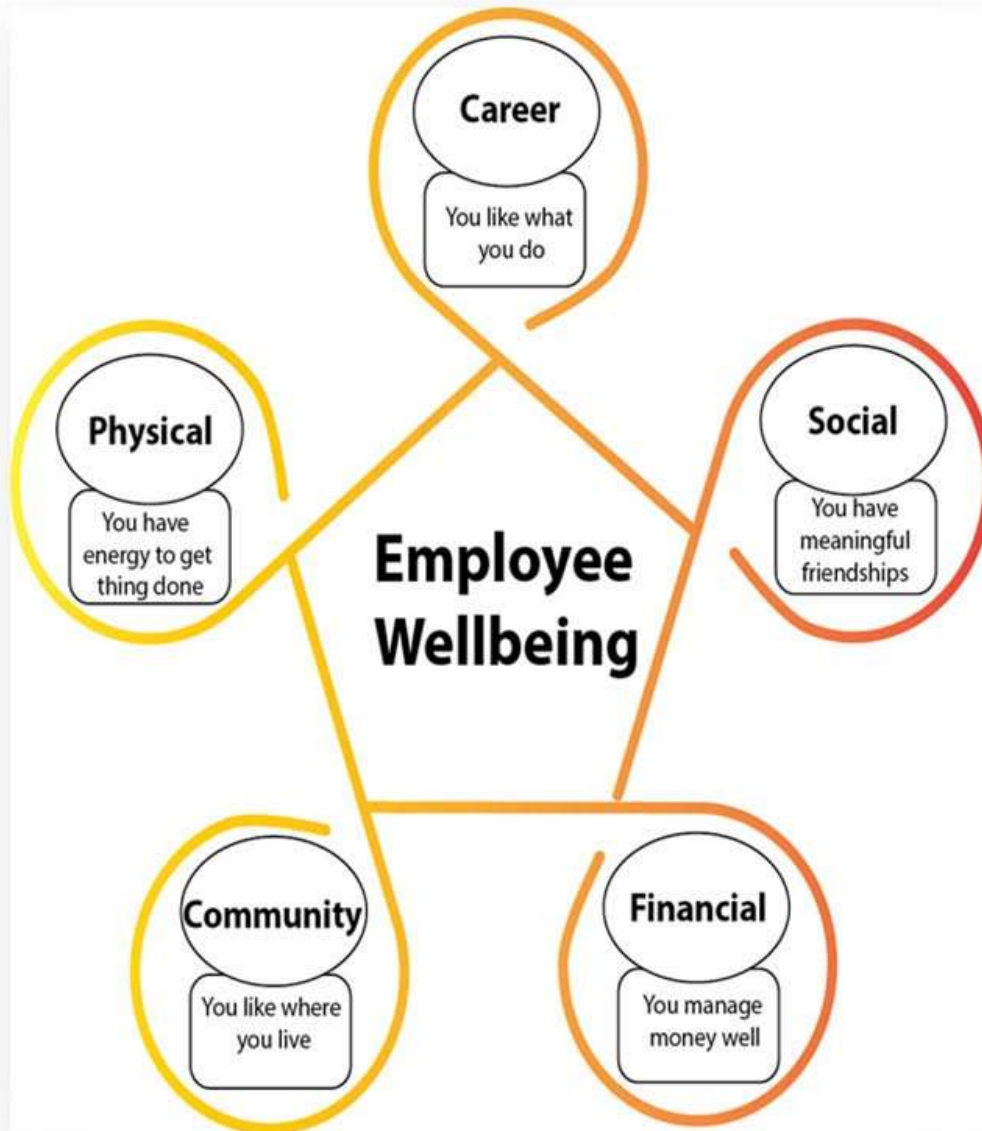 Career
You like what
you do
Physical
You have
energy to get
thing done
Social
You have
meaningful
friendships
Employee
Wellbeing
Community
You like where
you live
Financial
You manage
money well